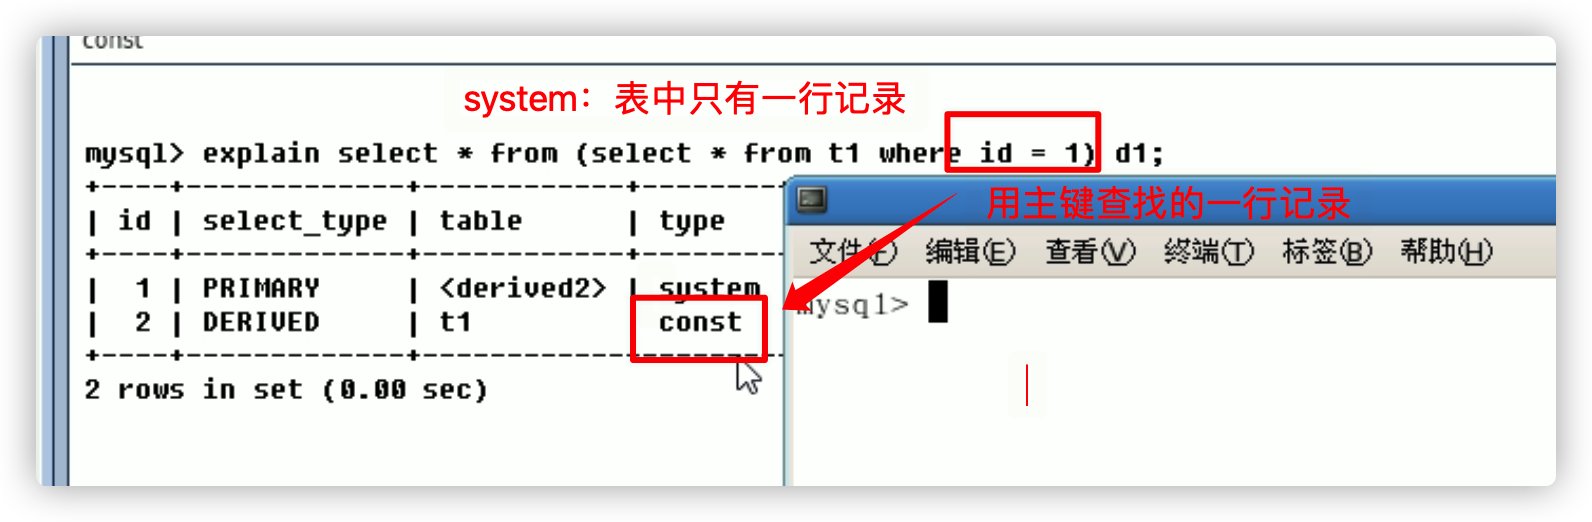 const
system：表中只有一行记录
mysql> explain select * from (select * from t1 where id = 1) d1;
+----+-------------+------------+--------
| id | select_type | table      | type
+----+-------------+------------+--------
|  1 | PRIMARY     | <derived2> | system
|  2 | DERIVED     | t1           const
+----+-------------+------------+--------
2 rows in set (0.00 sec)
用主键查找的一行记录
文件(F) 编辑(E) 查看(V) 终端(T) 标签(B) 帮助(H)
mysql>